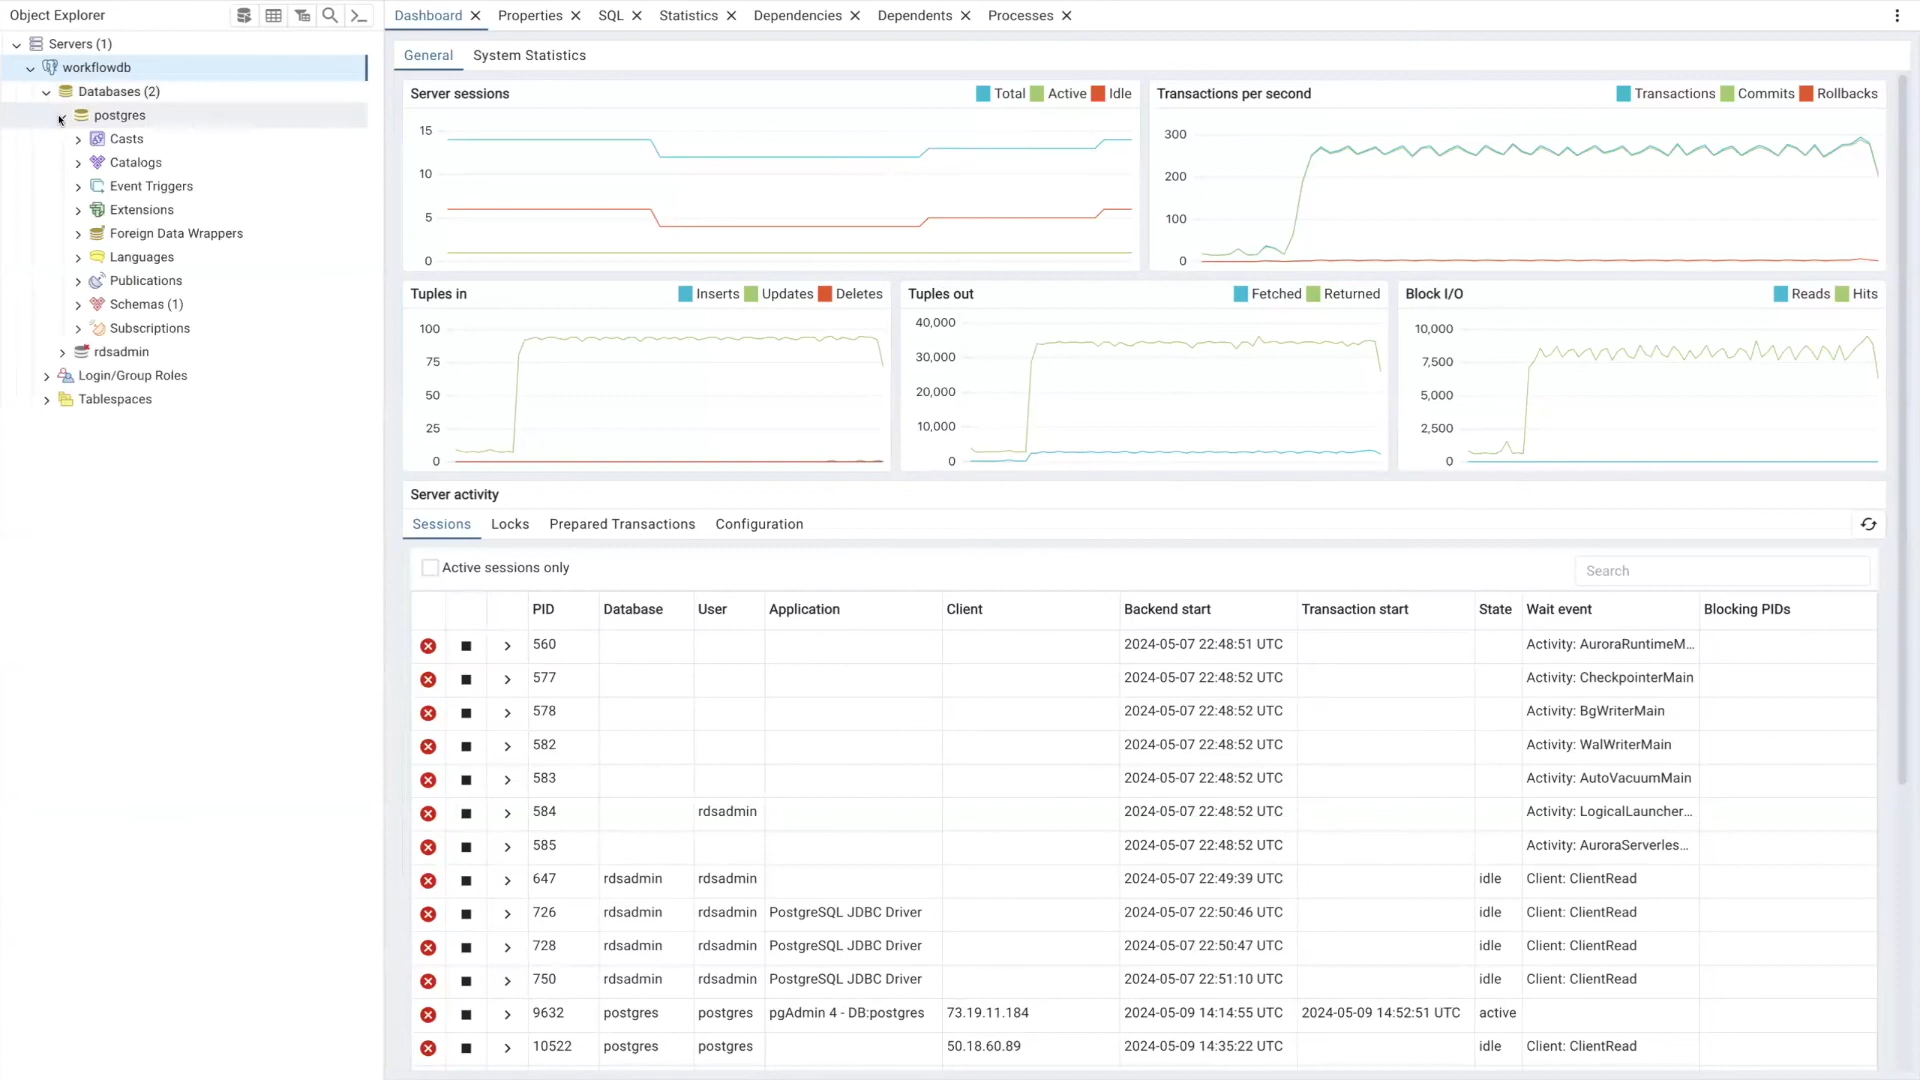 Object Explorer
Servers (1)
workflowdb
Databases (2)
postgres
Casts
Catalogs
Event Triggers
Extensions
Foreign Data Wrappers
Languages
Publications
Schemas (1)
Subscriptions
rdsadmin
Login/Group Roles
Tablespaces
Dashboard Properties SQL Statistics Dependencies Dependents Processes
General System Statistics
Server sessions Total Active Idle
15
10
5
0
Transactions per second Transactions Commits Rollbacks
300
200
100
0
Tuples in Inserts Updates Deletes
100
75
50
25
0
Tuples out Fetched Returned
40,000
30,000
20,000
10,000
0
Block I/O Reads Hits
10,000
7,500
5,000
2,500
0
Server activity
Sessions Locks Prepared Transactions Configuration
Active sessions only Search
PID Database User Application Client Backend start Transaction start State Wait event Blocking PIDs
560 2024-05-07 22:48:51 UTC Activity: AuroraRuntimeM...
577 2024-05-07 22:48:52 UTC Activity: CheckpointerMain
578 2024-05-07 22:48:52 UTC Activity: BgWriterMain
582 2024-05-07 22:48:52 UTC Activity: WalWriterMain
583 2024-05-07 22:48:52 UTC Activity: AutoVacuumMain
584 rdsadmin 2024-05-07 22:48:52 UTC Activity: LogicalLauncher...
585 2024-05-07 22:48:52 UTC Activity: AuroraServerles...
647 rdsadmin rdsadmin 2024-05-07 22:49:39 UTC idle Client: ClientRead
726 rdsadmin rdsadmin PostgreSQL JDBC Driver 2024-05-07 22:50:46 UTC idle Client: ClientRead
728 rdsadmin rdsadmin PostgreSQL JDBC Driver 2024-05-07 22:50:47 UTC idle Client: ClientRead
750 rdsadmin rdsadmin PostgreSQL JDBC Driver 2024-05-07 22:51:10 UTC idle Client: ClientRead
9632 postgres postgres pgAdmin 4 - DB:postgres 73.19.11.184 2024-05-09 14:14:55 UTC 2024-05-09 14:52:51 UTC active
10522 postgres postgres 50.18.60.89 2024-05-09 14:35:22 UTC idle Client: ClientRead